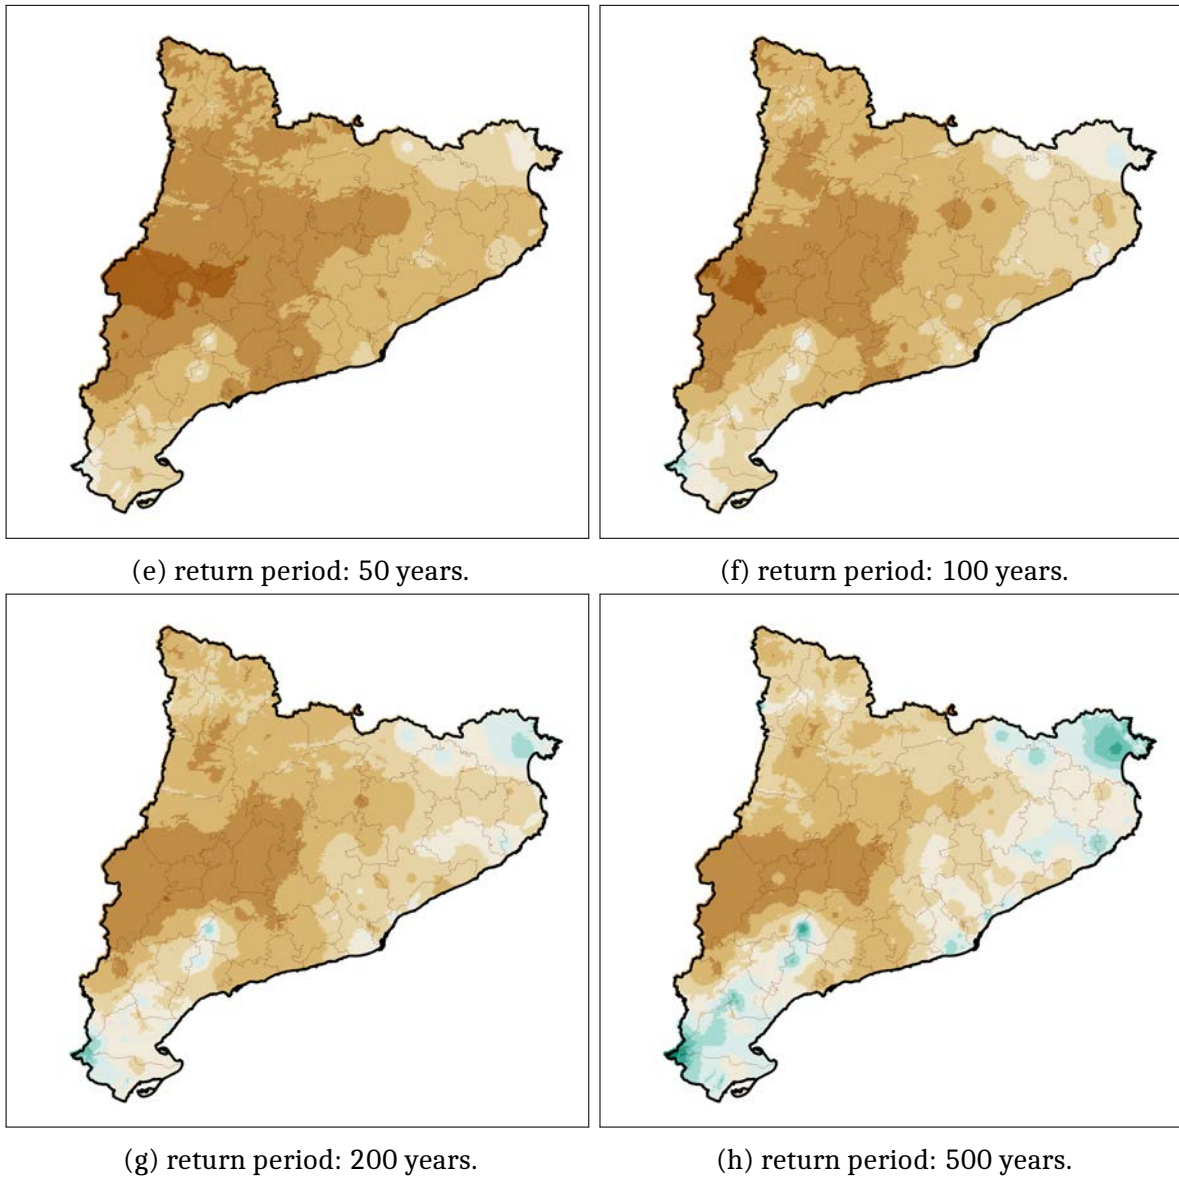 (e) return period: 50 years.
(f) return period: 100 years.
(g) return period: 200 years.
(h) return period: 500 years.